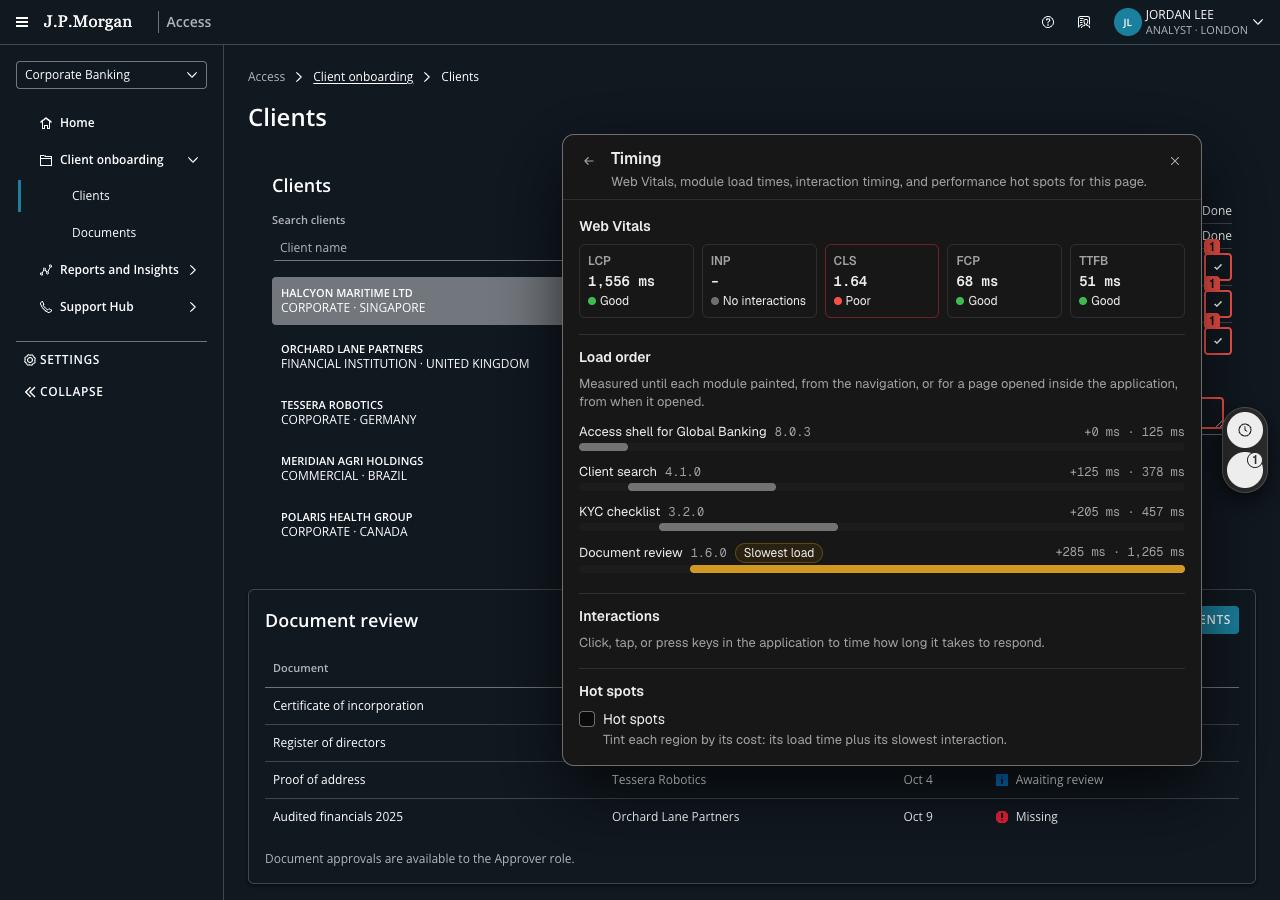 J.P.Morgan
Access
JL
JORDAN LEE
ANALYST · LONDON
Corporate Banking
Home
Client onboarding
Clients
Documents
Reports and Insights
Support Hub
SETTINGS
COLLAPSE
Access
Client onboarding
Clients
Clients
Clients
Search clients
Client name
HALCYON MARITIME LTD
CORPORATE · SINGAPORE
ORCHARD LANE PARTNERS
FINANCIAL INSTITUTION · UNITED KINGDOM
TESSERA ROBOTICS
CORPORATE · GERMANY
MERIDIAN AGRI HOLDINGS
COMMERCIAL · BRAZIL
POLARIS HEALTH GROUP
CORPORATE · CANADA
Timing
Web Vitals, module load times, interaction timing, and performance hot spots for this page.
Web Vitals
LCP
1,556 ms
Good
INP
–
No interactions
CLS
1.64
Poor
FCP
68 ms
Good
TTFB
51 ms
Good
Load order
Measured until each module painted, from the navigation, or for a page opened inside the application,
from when it opened.
Access shell for Global Banking 8.0.3 +0 ms · 125 ms
Client search 4.1.0 +125 ms · 378 ms
KYC checklist 3.2.0 +205 ms · 457 ms
Document review 1.6.0 Slowest load +285 ms · 1,265 ms
Interactions
Click, tap, or press keys in the application to time how long it takes to respond.
Hot spots
Hot spots
Tint each region by its cost: its load time plus its slowest interaction.
Done
Done
1
1
1
1
Document review
ENTS
Document
Certificate of incorporation
Register of directors
Proof of address Tessera Robotics Oct 4 Awaiting review
Audited financials 2025 Orchard Lane Partners Oct 9 Missing
Document approvals are available to the Approver role.